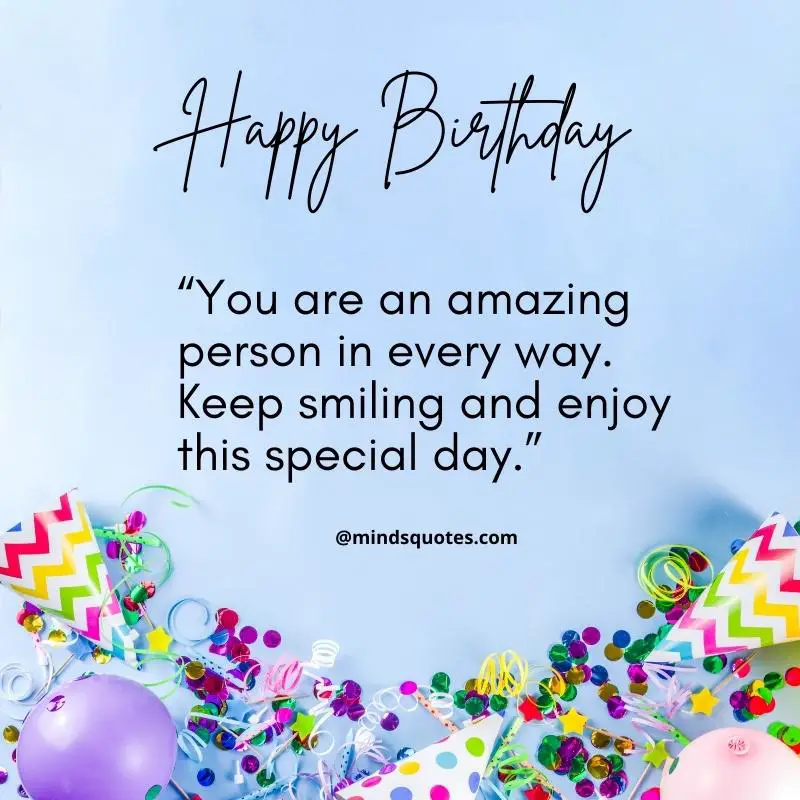 Happy Birthday
“You are an amazing
person in every way.
Keep smiling and enjoy
this special day.”
@mindsquotes.com